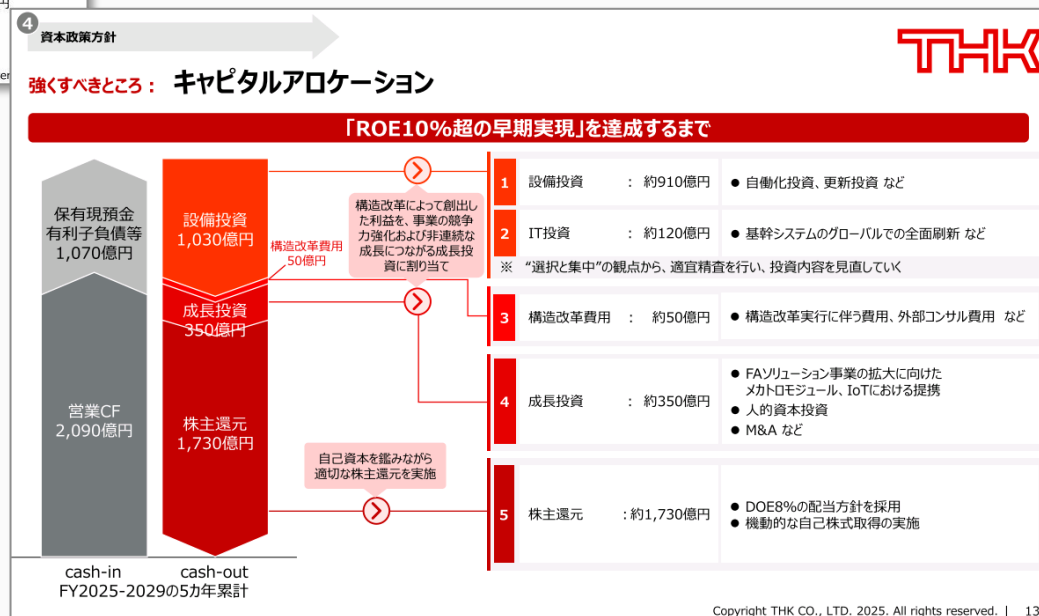 4
資本政策方針
THK
強くすべきところ： キャピタルアロケーション
「ROE10%超の早期実現」を達成するまで
保有現預金
有利子負債等
1,070億円
営業CF
2,090億円
設備投資
1,030億円
構造改革費用
50億円
成長投資
350億円
株主還元
1,730億円
構造改革によって創出し
た利益を、事業の競争
力強化および非連続な
成長につながる成長投
資に割り当て
自己資本を鑑みながら
適切な株主還元を実施
1 設備投資 ： 約910億円 ● 自動化投資、更新投資 など
2 IT投資 ： 約120億円 ● 基幹システムのグローバルでの全面刷新 など
※ “選択と集中”の観点から、適宜精査を行い、投資内容を見直していく
3 構造改革費用 ： 約50億円 ● 構造改革実行に伴う費用、外部コンサル費用 など
4 成長投資 ： 約350億円
● FAソリューション事業の拡大に向けた
メカトロモジュール、IoTにおける提携
● 人的資本投資
● M&A など
5 株主還元 ：約1,730億円
● DOE8%の配当方針を採用
● 機動的な自己株式取得の実施
cash-in cash-out
FY2025-2029の5カ年累計
Copyright THK CO., LTD. 2025. All rights reserved. | 13